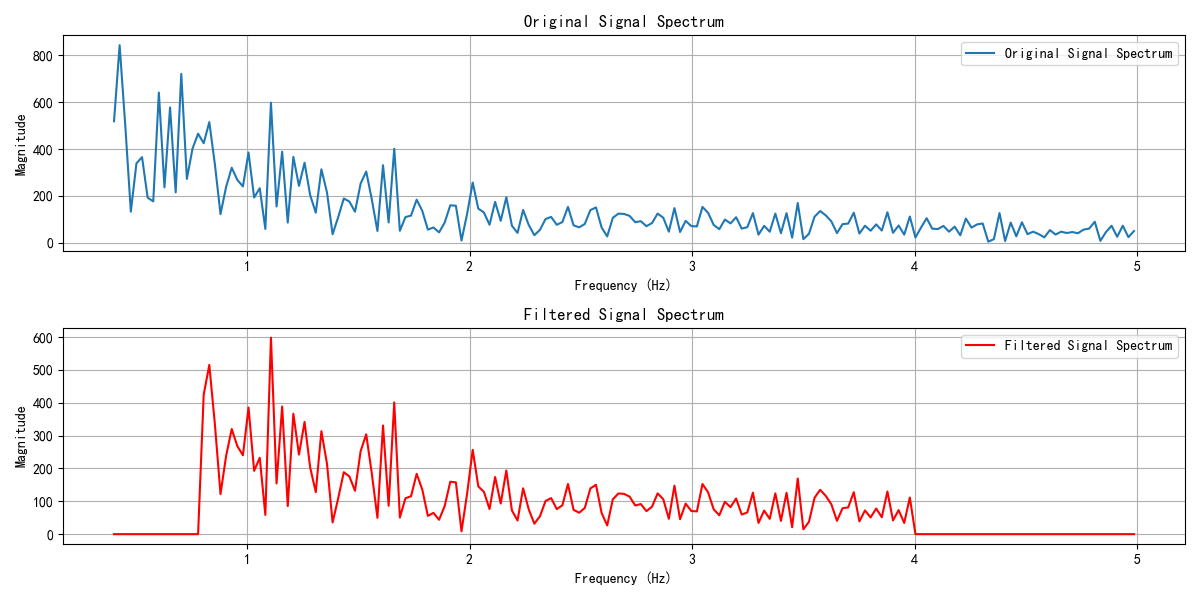 Original Signal Spectrum
Original Signal Spectrum
Magnitude
800
600
400
200
0
1
2
3
4
5
Frequency (Hz)
Filtered Signal Spectrum
Filtered Signal Spectrum
Magnitude
600
500
400
300
200
100
0
1
2
3
4
5
Frequency (Hz)